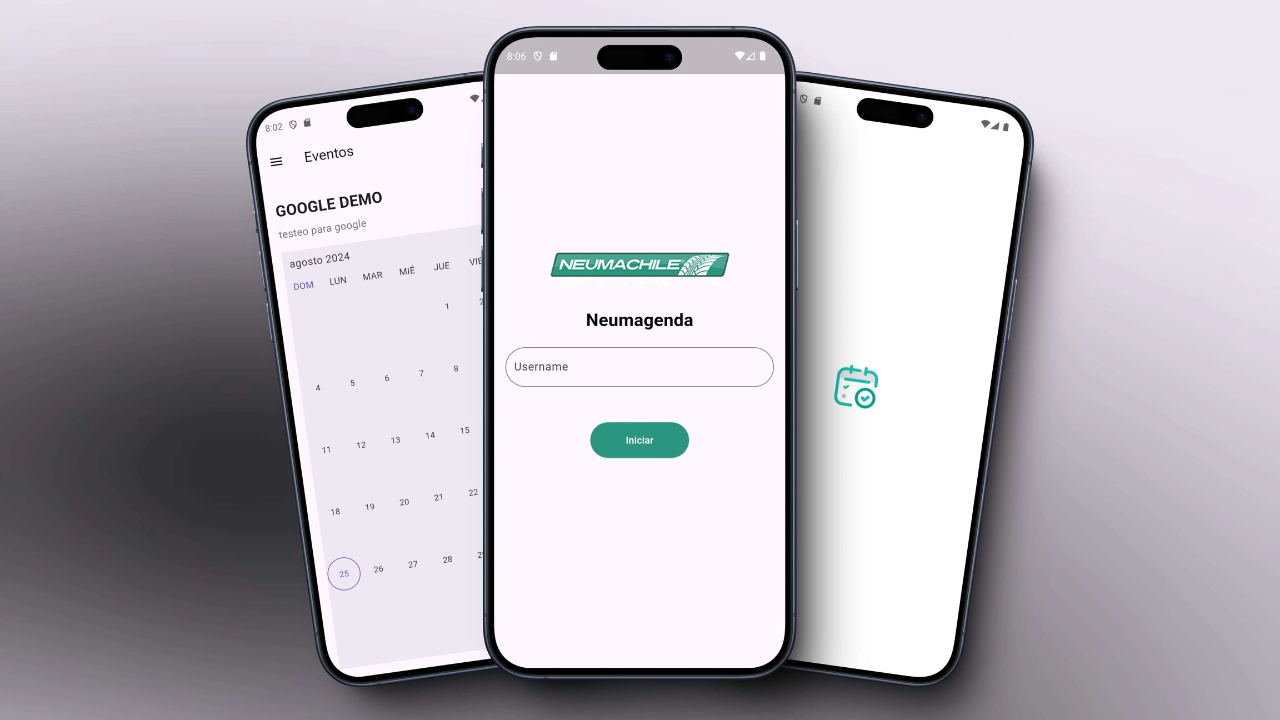 8:02
Eventos
GOOGLE DEMO
testeo para google
agosto 2024
DOM LUN MAR MIÉ JUE VIE
1 2
4 5 6 7 8
11 12 13 14 15
18 19 20 21 22
25 26 27 28
8:06
NEUMACHILE
Neumagenda
Username
Iniciar